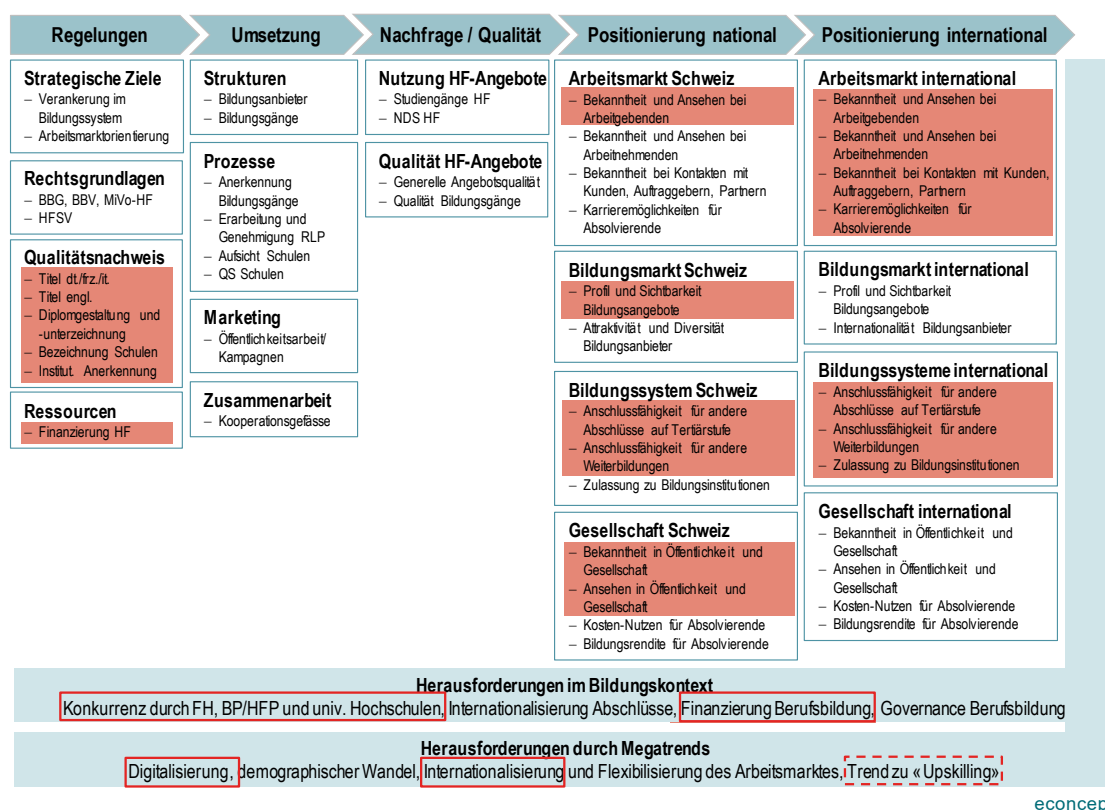 Regelungen
Umsetzung
Nachfrage / Qualität
Positionierung national
Positionierung international
Strategische Ziele
– Verankerung im
Bildungssystem
– Arbeitsmarktorientierung
Rechtsgrundlagen
– BBG, BBV, MiVo-HF
– HFSV
Qualitätsnachweis
– Titel dt./frz./it.
– Titel engl.
– Diplomgestaltung und
-unterzeichnung
– Bezeichnung Schulen
– Institut. Anerkennung
Ressourcen
– Finanzierung HF
Strukturen
– Bildungsanbieter
– Bildungsgänge
Prozesse
– Anerkennung
Bildungsgänge
– Erarbeitung und
Genehmigung RLP
– Aufsicht Schulen
– QS Schulen
Marketing
– Öffentlichkeitsarbeit/
Kampagnen
Zusammenarbeit
– Kooperationsgefässe
Nutzung HF-Angebote
– Studiengänge HF
– NDS HF
Qualität HF-Angebote
– Generelle Angebotsqualität
– Qualität Bildungsgänge
Arbeitsmarkt Schweiz
– Bekanntheit und Ansehen bei
Arbeitgebenden
– Bekanntheit und Ansehen bei
Arbeitnehmenden
– Bekanntheit bei Kontakten mit
Kunden, Auftraggebern, Partnern
– Karrieremöglichkeiten für
Absolvierende
Bildungsmarkt Schweiz
– Profil und Sichtbarkeit
Bildungsangebote
– Attraktivität und Diversität
Bildungsanbieter
Bildungssystem Schweiz
– Anschlussfähigkeit für andere
Abschlüsse auf Tertiärstufe
– Anschlussfähigkeit für andere
Weiterbildungen
– Zulassung zu Bildungsinstitutionen
Gesellschaft Schweiz
– Bekanntheit in Öffentlichkeit und
Gesellschaft
– Ansehen in Öffentlichkeit und
Gesellschaft
– Kosten-Nutzen für Absolvierende
– Bildungsrendite für Absolvierende
Arbeitsmarkt international
– Bekanntheit und Ansehen bei
Arbeitgebenden
– Bekanntheit und Ansehen bei
Arbeitnehmenden
– Bekanntheit bei Kontakten mit Kunden,
Auftraggebern, Partnern
– Karrieremöglichkeiten für
Absolvierende
Bildungsmarkt international
– Profil und Sichtbarkeit
Bildungsangebote
– Internationalität Bildungsanbieter
Bildungssysteme international
– Anschlussfähigkeit für andere
Abschlüsse auf Tertiärstufe
– Anschlussfähigkeit für andere
Weiterbildungen
– Zulassung zu Bildungsinstitutionen
Gesellschaft international
– Bekanntheit in Öffentlichkeit und
Gesellschaft
– Ansehen in Öffentlichkeit und
Gesellschaft
– Kosten-Nutzen für Absolvierende
– Bildungsrendite für Absolvierende
Herausforderungen im Bildungskontext
Konkurrenz durch FH, BP/HFP und univ. Hochschulen, Internationalisierung Abschlüsse, Finanzierung Berufsbildung, Governance Berufsbildung
Herausforderungen durch Megatrends
Digitalisierung, demographischer Wandel, Internationalisierung und Flexibilisierung des Arbeitsmarktes, Trend zu «Upskilling»
econcep